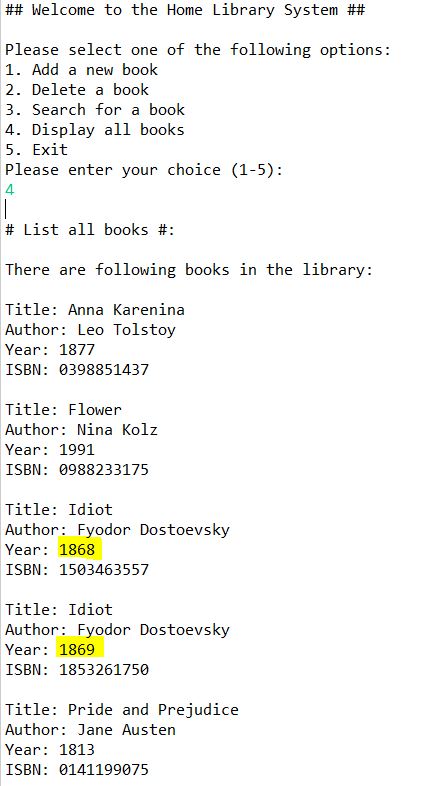 ## Welcome to the Home Library System ##
Please select one of the following options:
1. Add a new book
2. Delete a book
3. Search for a book
4. Display all books
5. Exit
Please enter your choice (1-5):
4
# List all books #:
There are following books in the library:
Title: Anna Karenina
Author: Leo Tolstoy
Year: 1877
ISBN: 0398851437
Title: Flower
Author: Nina Kolz
Year: 1991
ISBN: 0988233175
Title: Idiot
Author: Fyodor Dostoevsky
Year: 1868
ISBN: 1503463557
Title: Idiot
Author: Fyodor Dostoevsky
Year: 1869
ISBN: 1853261750
Title: Pride and Prejudice
Author: Jane Austen
Year: 1813
ISBN: 0141199075